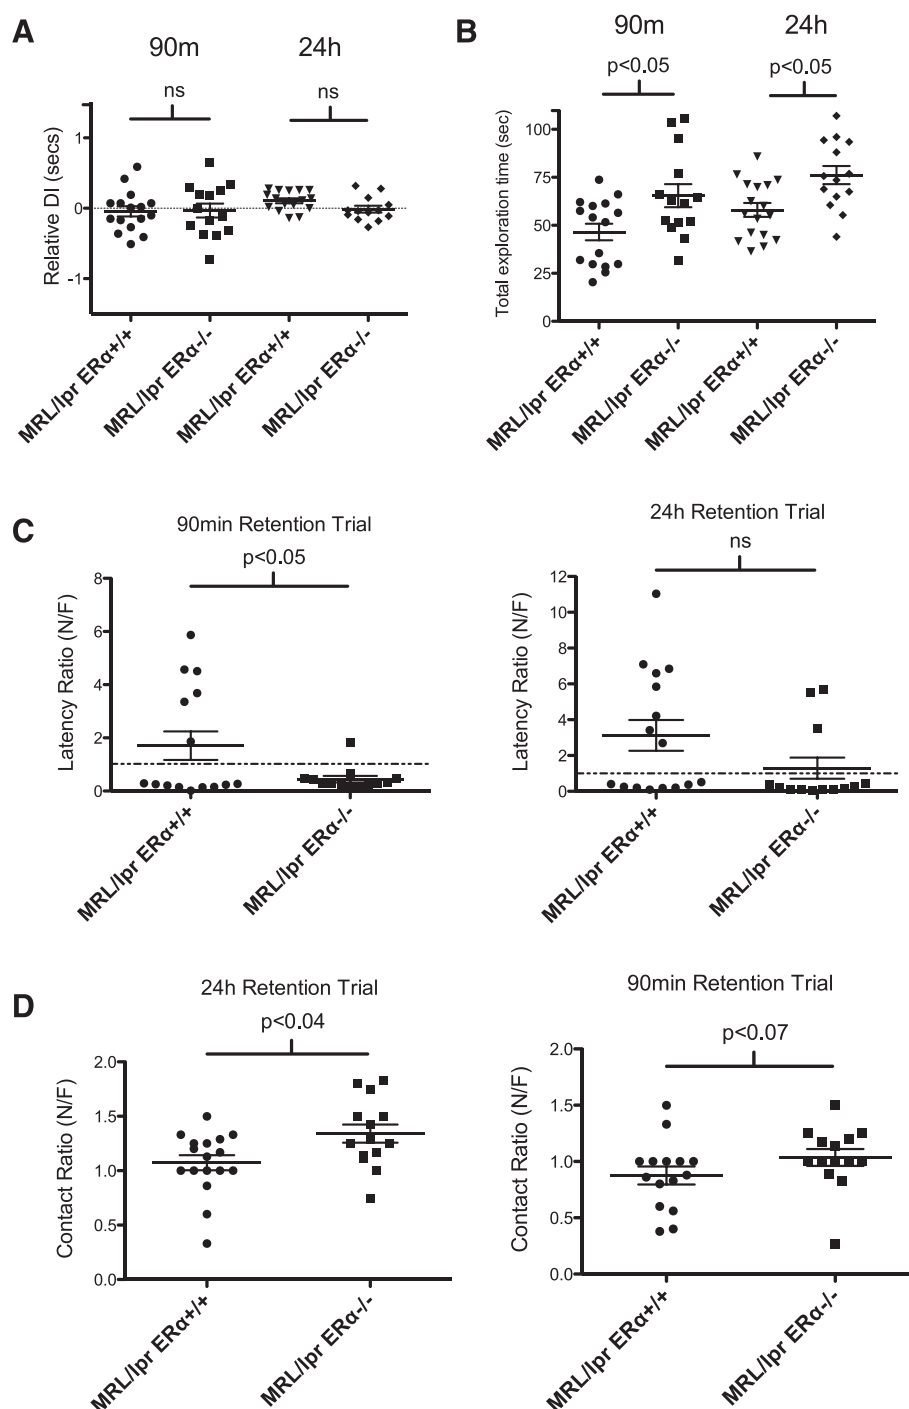 A
90m
24h
ns
ns
Relative DI (secs)
1
0
-1
MRL/lpr ERα+/+
MRL/lpr ERα-/-
MRL/lpr ERα+/+
MRL/lpr ERα-/-
B
90m
24h
p<0.05
p<0.05
Total exploration time (sec)
100
75
50
25
0
MRL/lpr ERα+/+
MRL/lpr ERα-/-
MRL/lpr ERα+/+
MRL/lpr ERα-/-
C
90min Retention Trial
p<0.05
Latency Ratio (N/F)
8
6
4
2
0
MRL/lpr ERα+/+
MRL/lpr ERα-/-
24h Retention Trial
ns
Latency Ratio (N/F)
12
10
8
6
4
2
0
MRL/lpr ERα+/+
MRL/lpr ERα-/-
D
24h Retention Trial
p<0.04
Contact Ratio (N/F)
2.0
1.5
1.0
0.5
0.0
MRL/lpr ERα+/+
MRL/lpr ERα-/-
90min Retention Trial
p<0.07
Contact Ratio (N/F)
2.0
1.5
1.0
0.5
0.0
MRL/lpr ERα+/+
MRL/lpr ERα-/-